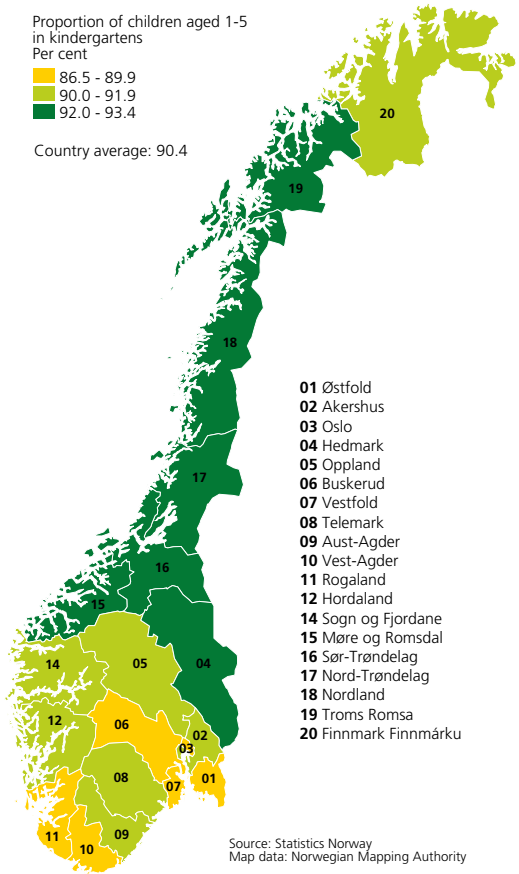 Proportion of children aged 1-5
in kindergartens
Per cent
86.5 - 89.9
90.0 - 91.9
92.0 - 93.4
Country average: 90.4
20
19
18
17
16
15
14
05
04
12
06
02
03
08
07
01
11
10
09
01 Østfold
02 Akershus
03 Oslo
04 Hedmark
05 Oppland
06 Buskerud
07 Vestfold
08 Telemark
09 Aust-Agder
10 Vest-Agder
11 Rogaland
12 Hordaland
14 Sogn og Fjordane
15 Møre og Romsdal
16 Sør-Trøndelag
17 Nord-Trøndelag
18 Nordland
19 Troms Romsa
20 Finnmark Finnmárku
Source: Statistics Norway
Map data: Norwegian Mapping Authority